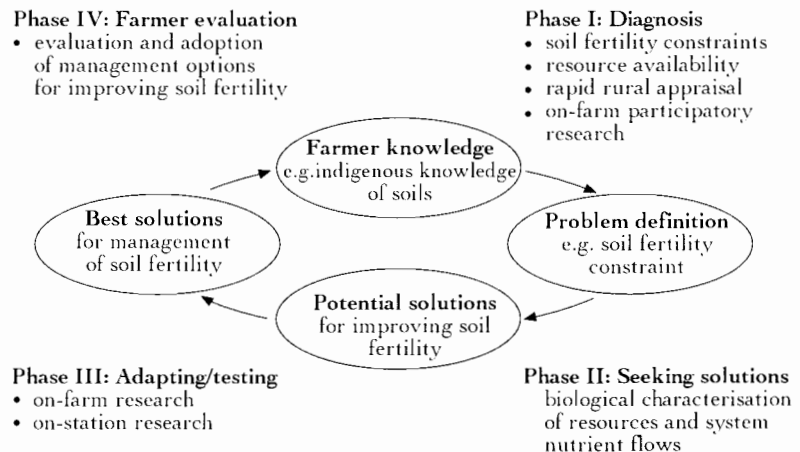 Phase IV: Farmer evaluation
• evaluation and adoption
of management options
for improving soil fertility
Phase I: Diagnosis
• soil fertility constraints
• resource availability
• rapid rural appraisal
• on-farm participatory
research
Farmer knowledge
e.g.indigenous knowledge
of soils
Best solutions
for management
of soil fertility
Problem definition
e.g. soil fertility
constraint
Potential solutions
for improving soil
fertility
Phase III: Adapting/testing
• on-farm research
• on-station research
Phase II: Seeking solutions
biological characterisation
of resources and system
nutrient flows